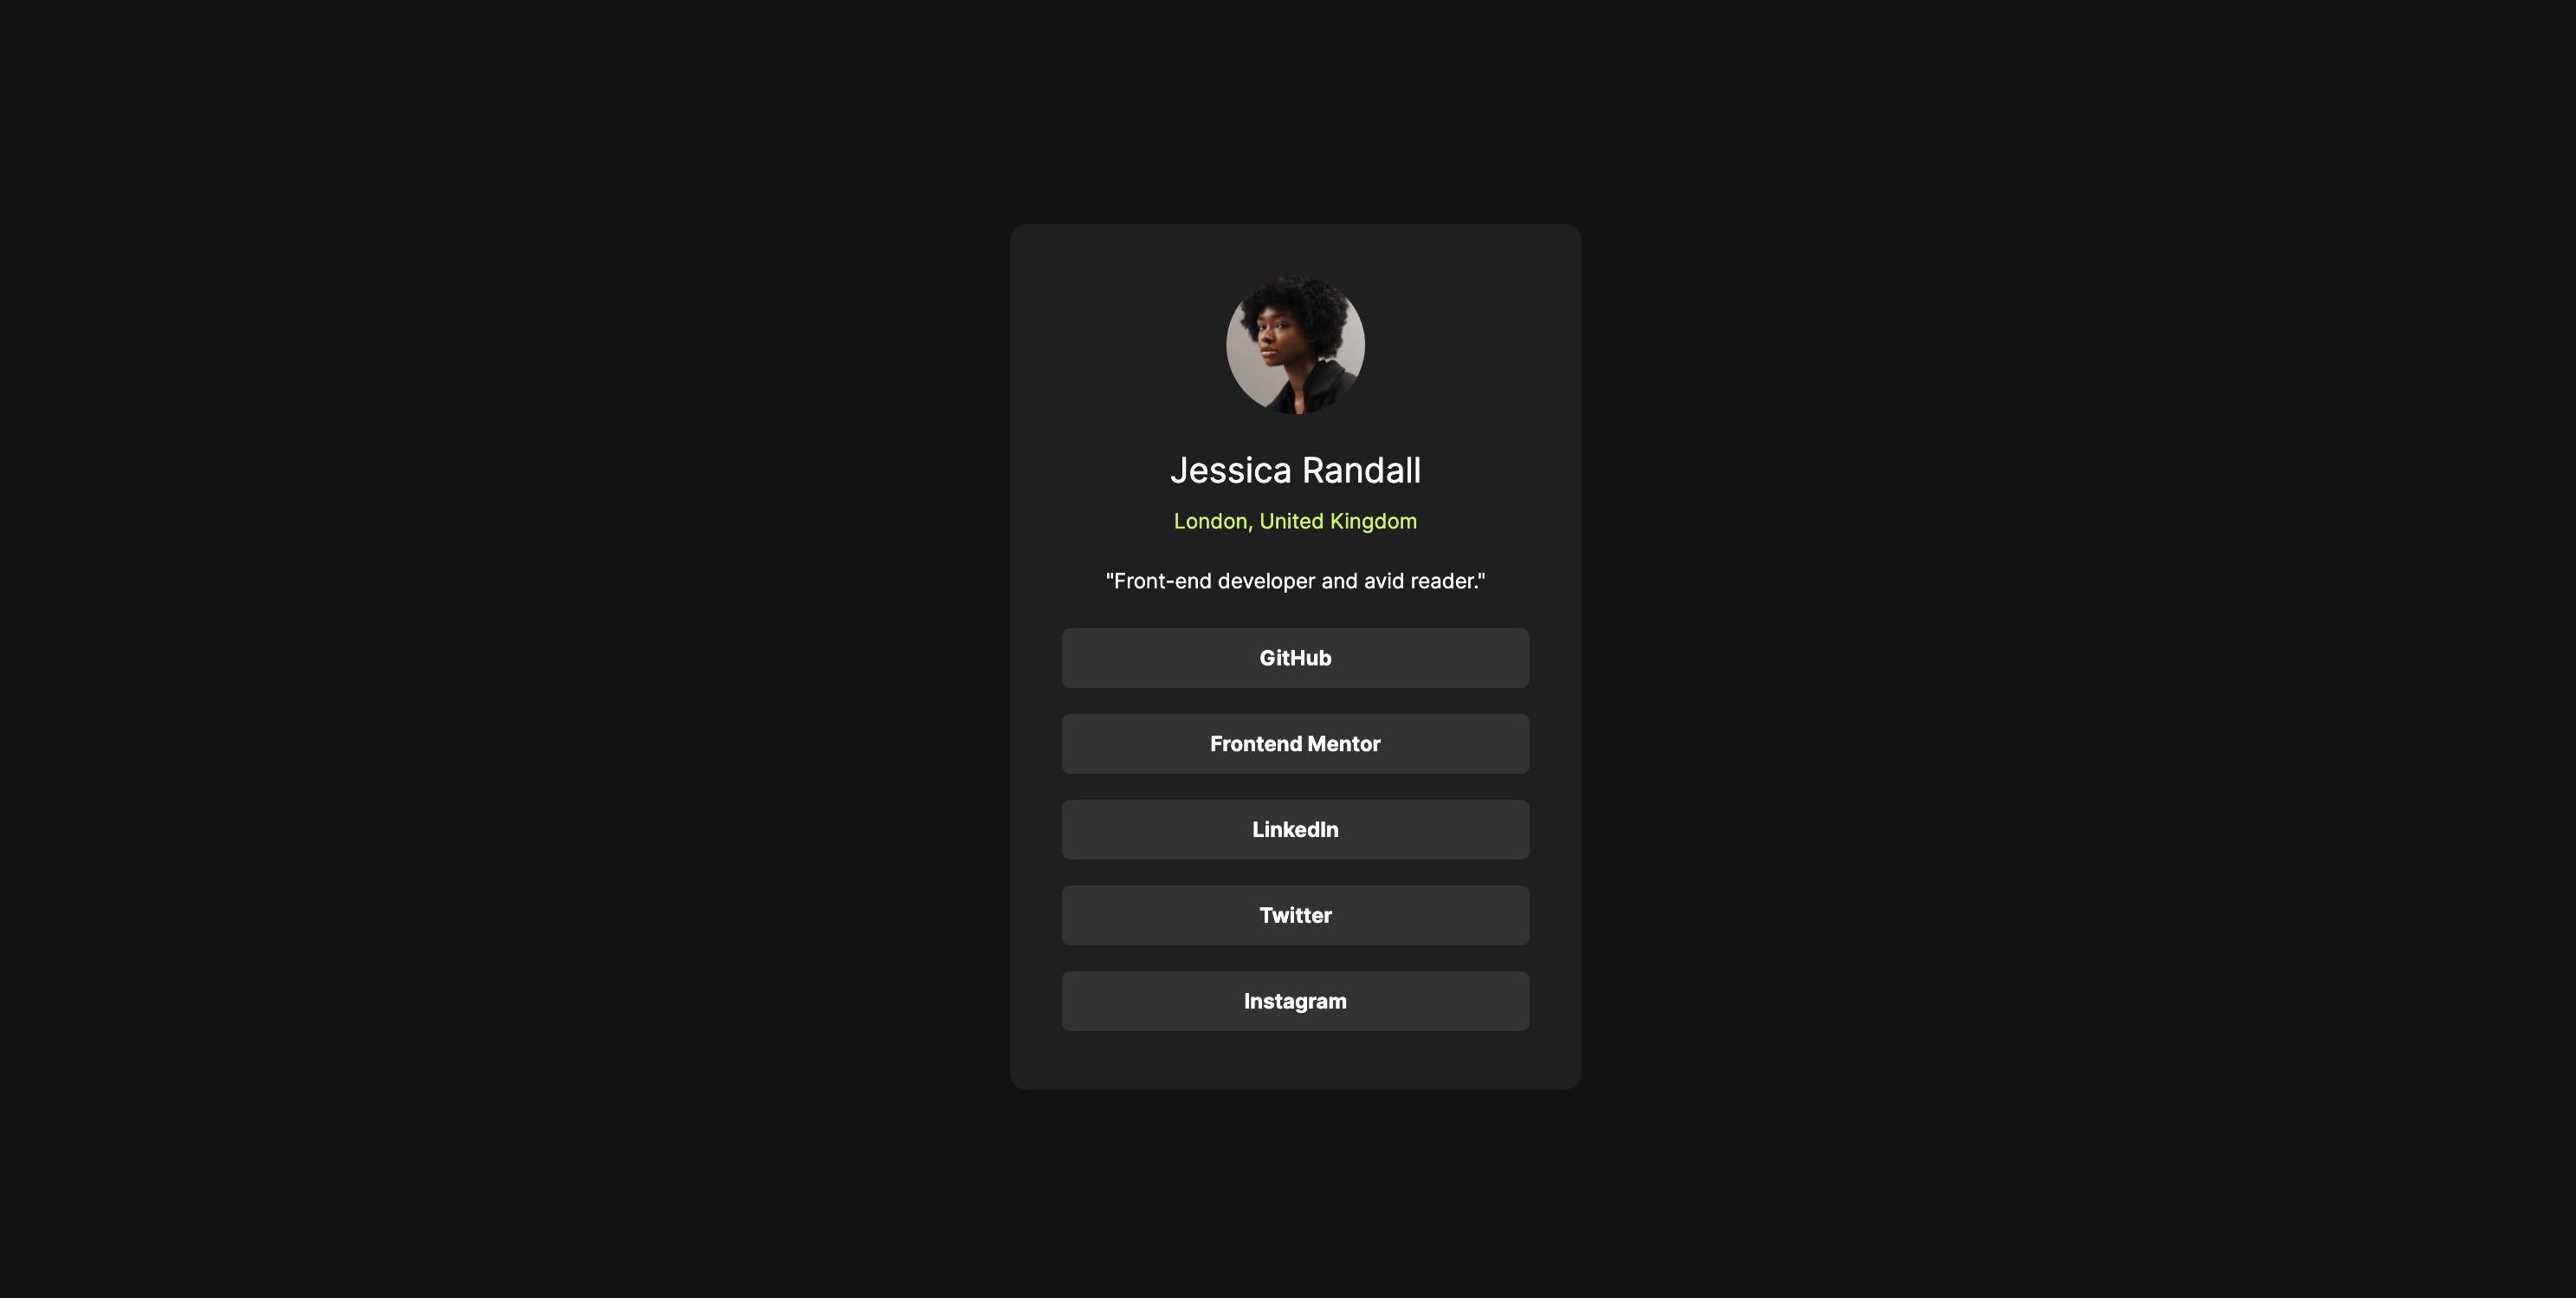 Jessica Randall
London, United Kingdom
"Front-end developer and avid reader."
GitHub
Frontend Mentor
LinkedIn
Twitter
Instagram